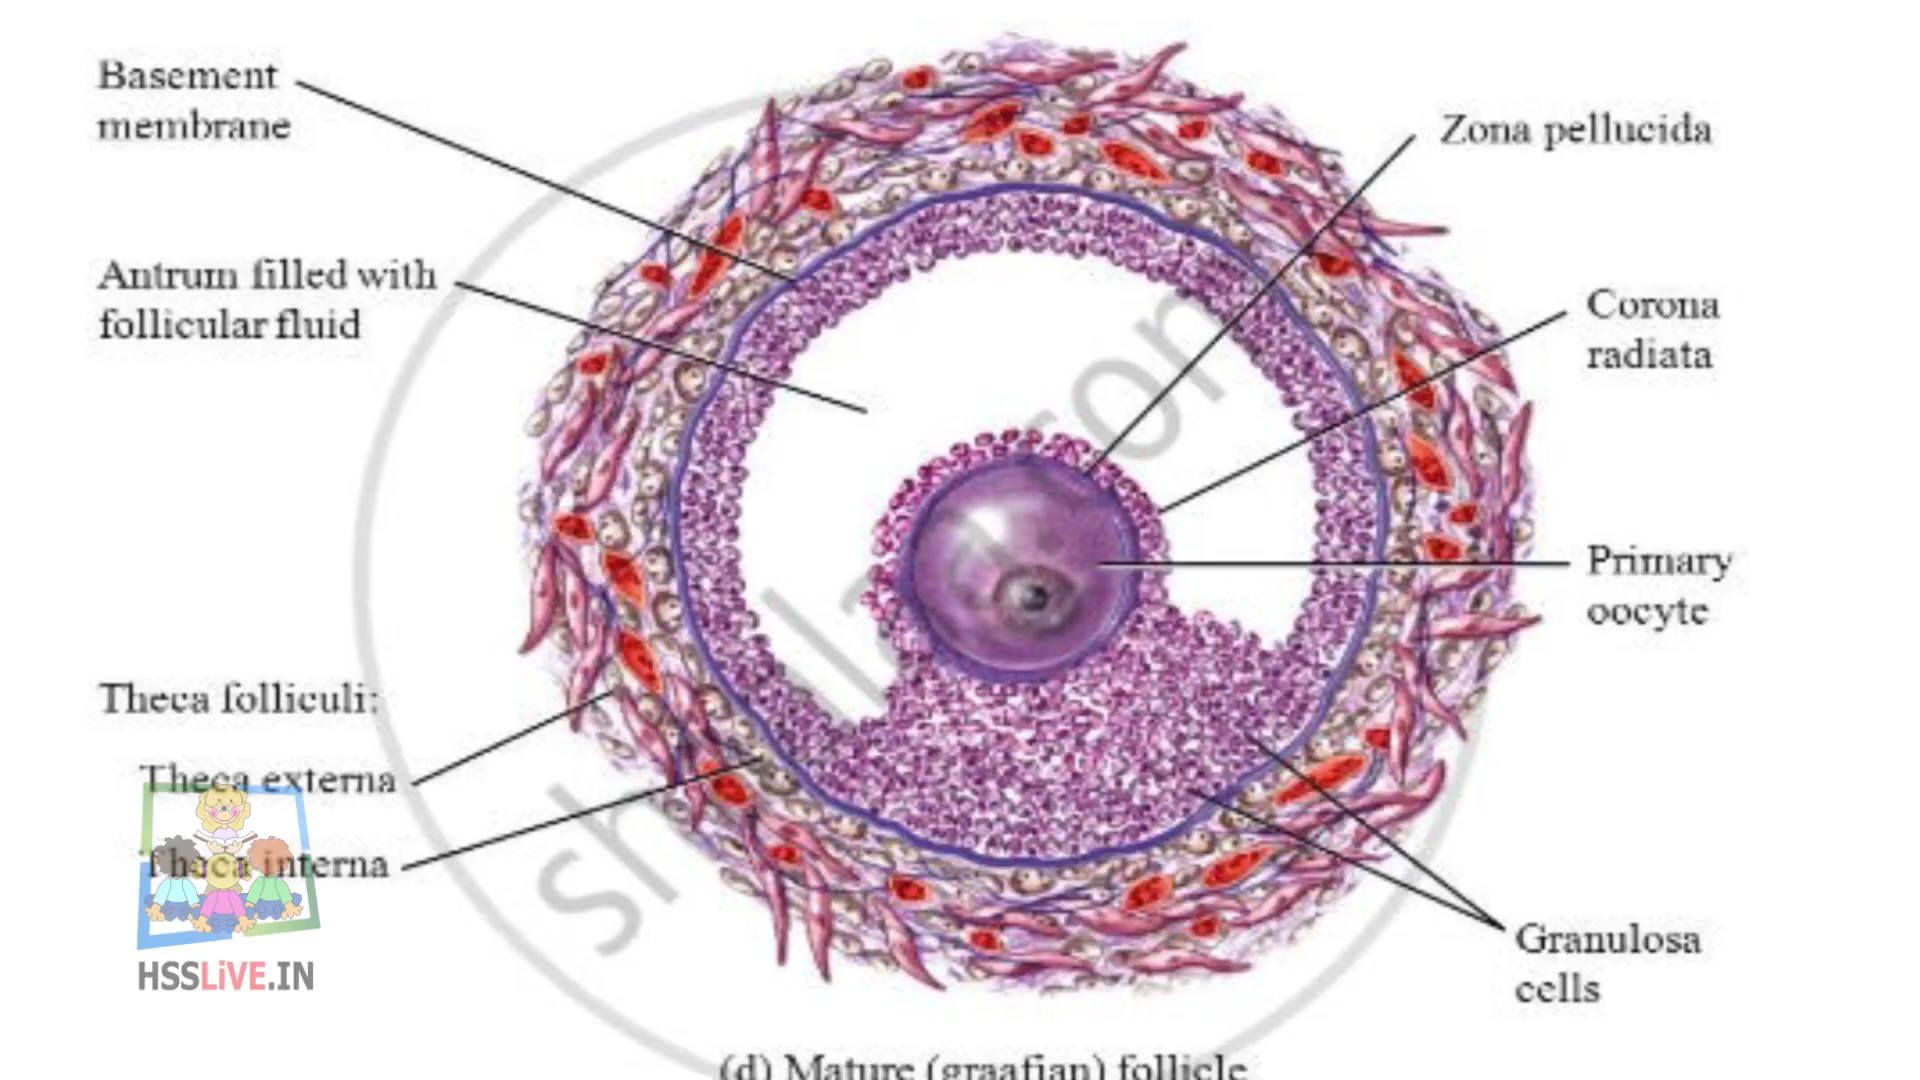 Basement
membrane
Zona pellucida
Antrum filled with
follicular fluid
Corona
radiata
Primary
oocyte
Theca folliculi:
Theca externa
Theca interna
Granulosa
cells
HSSLiVE.IN
(d) Mature (graafian) follicle